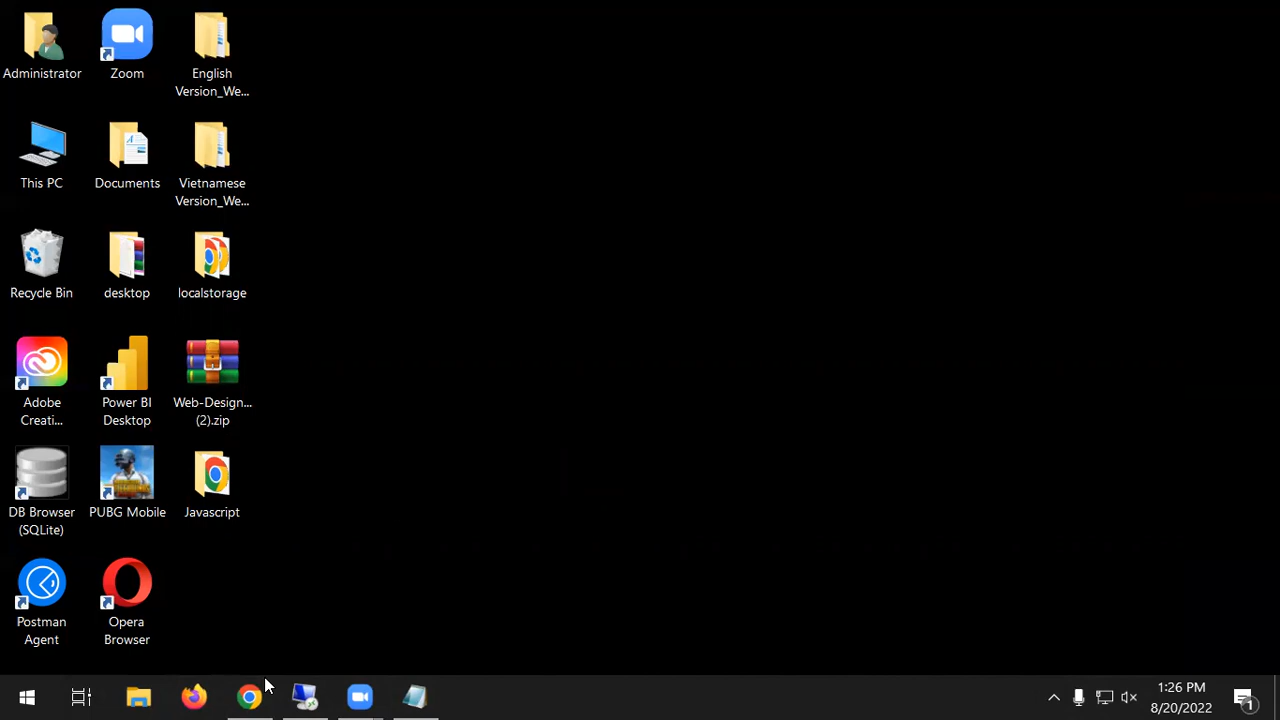 Administrator
Zoom
English
Version_We...
This PC
Documents
Vietnamese
Version_We...
Recycle Bin
desktop
localstorage
Adobe
Creati...
Power BI
Desktop
Web-Design...
(2).zip
DB Browser
(SQLite)
PUBG Mobile
Javascript
Postman
Agent
Opera
Browser
1:26 PM
8/20/2022
1